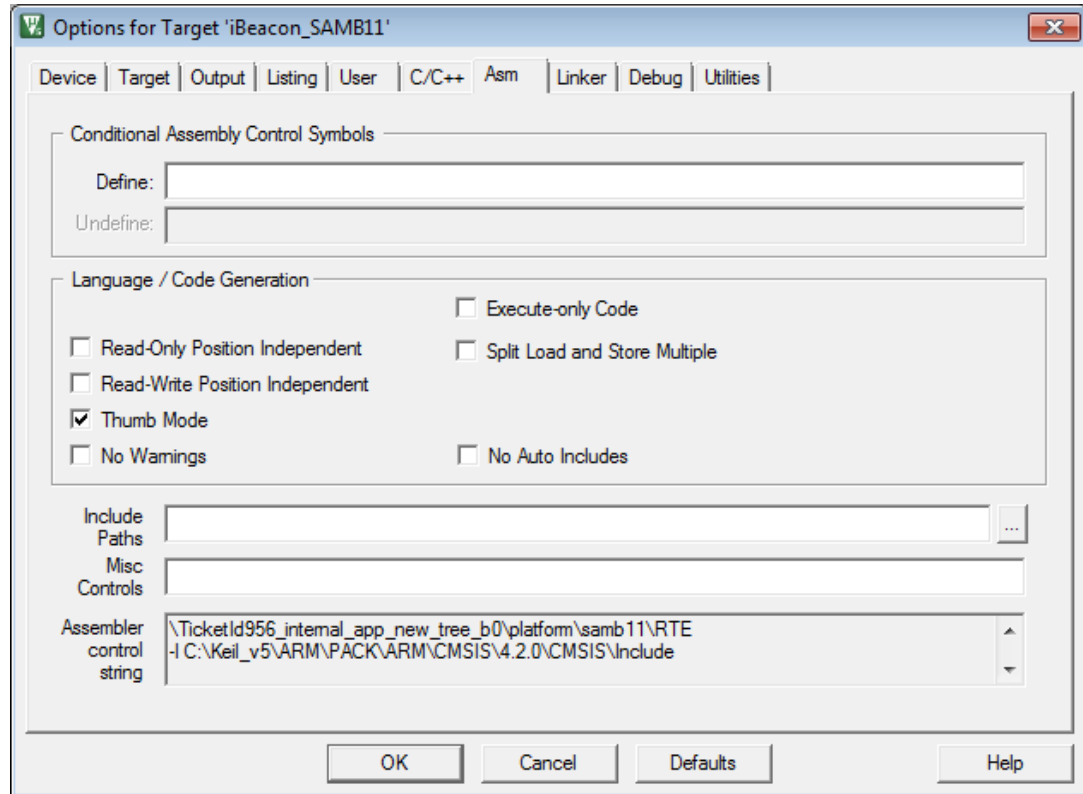 Options for Target 'iBeacon_SAMB11'
Device Target Output Listing User C/C++ Asm Linker Debug Utilities
Conditional Assembly Control Symbols
Define:
Undefine:
Language / Code Generation
Execute-only Code
Read-Only Position Independent
Split Load and Store Multiple
Read-Write Position Independent
Thumb Mode
No Warnings
No Auto Includes
Include
Paths
...
Misc
Controls
Assembler
control
string
\TicketId956_internal_app_new_tree_b0\platform\samb11\RTE
-I C:\Keil_v5\ARM\PACK\ARM\CMSIS\4.2.0\CMSIS\Include
OK Cancel Defaults Help